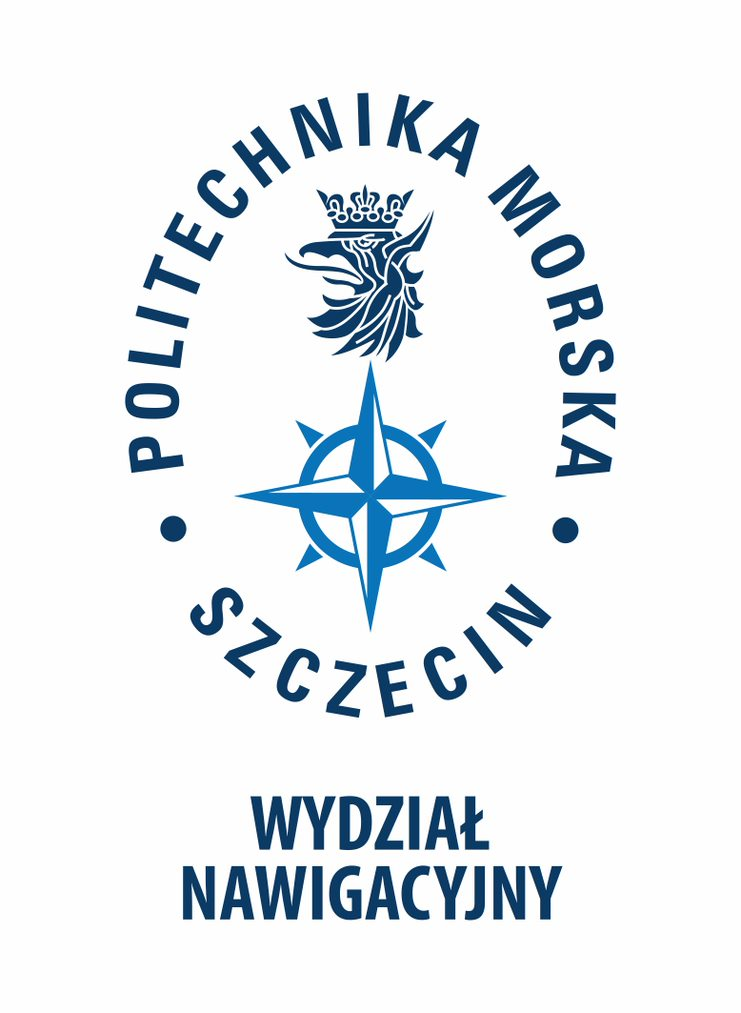 POLITECHNIKA MORSKA
• SZCZECIN •
WYDZIAŁ
NAWIGACYJNY